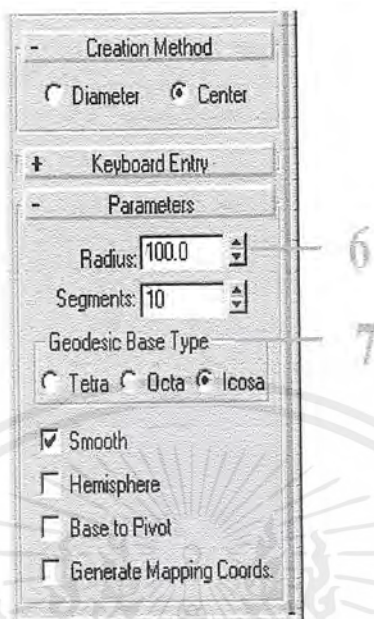 - Creation Method
Diameter Center
+ Keyboard Entry
- Parameters
Radius: 100.0 6
Segments: 10
Geodesic Base Type 7
Tetra Octa Icosa
Smooth
Hemisphere
Base to Pivot
Generate Mapping Coords.